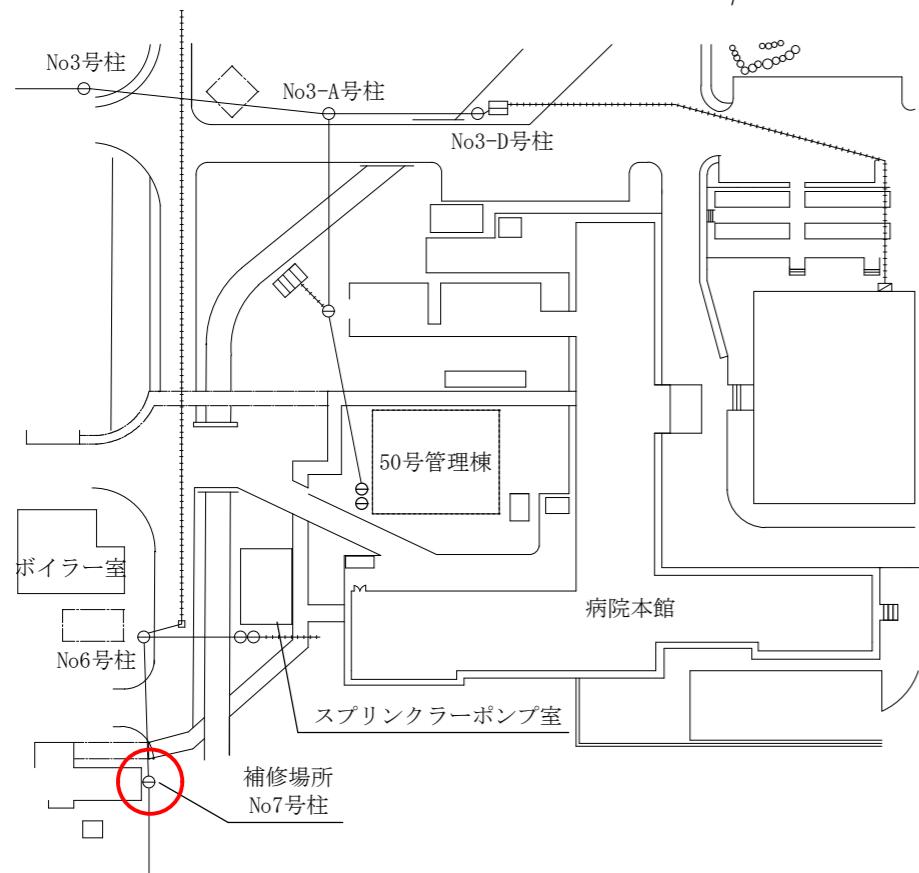 No3号柱
No3-A号柱
No3-D号柱
50号管理棟
ボイラー室
病院本館
No6号柱
スプリンクラーポンプ室
補修場所
No7号柱